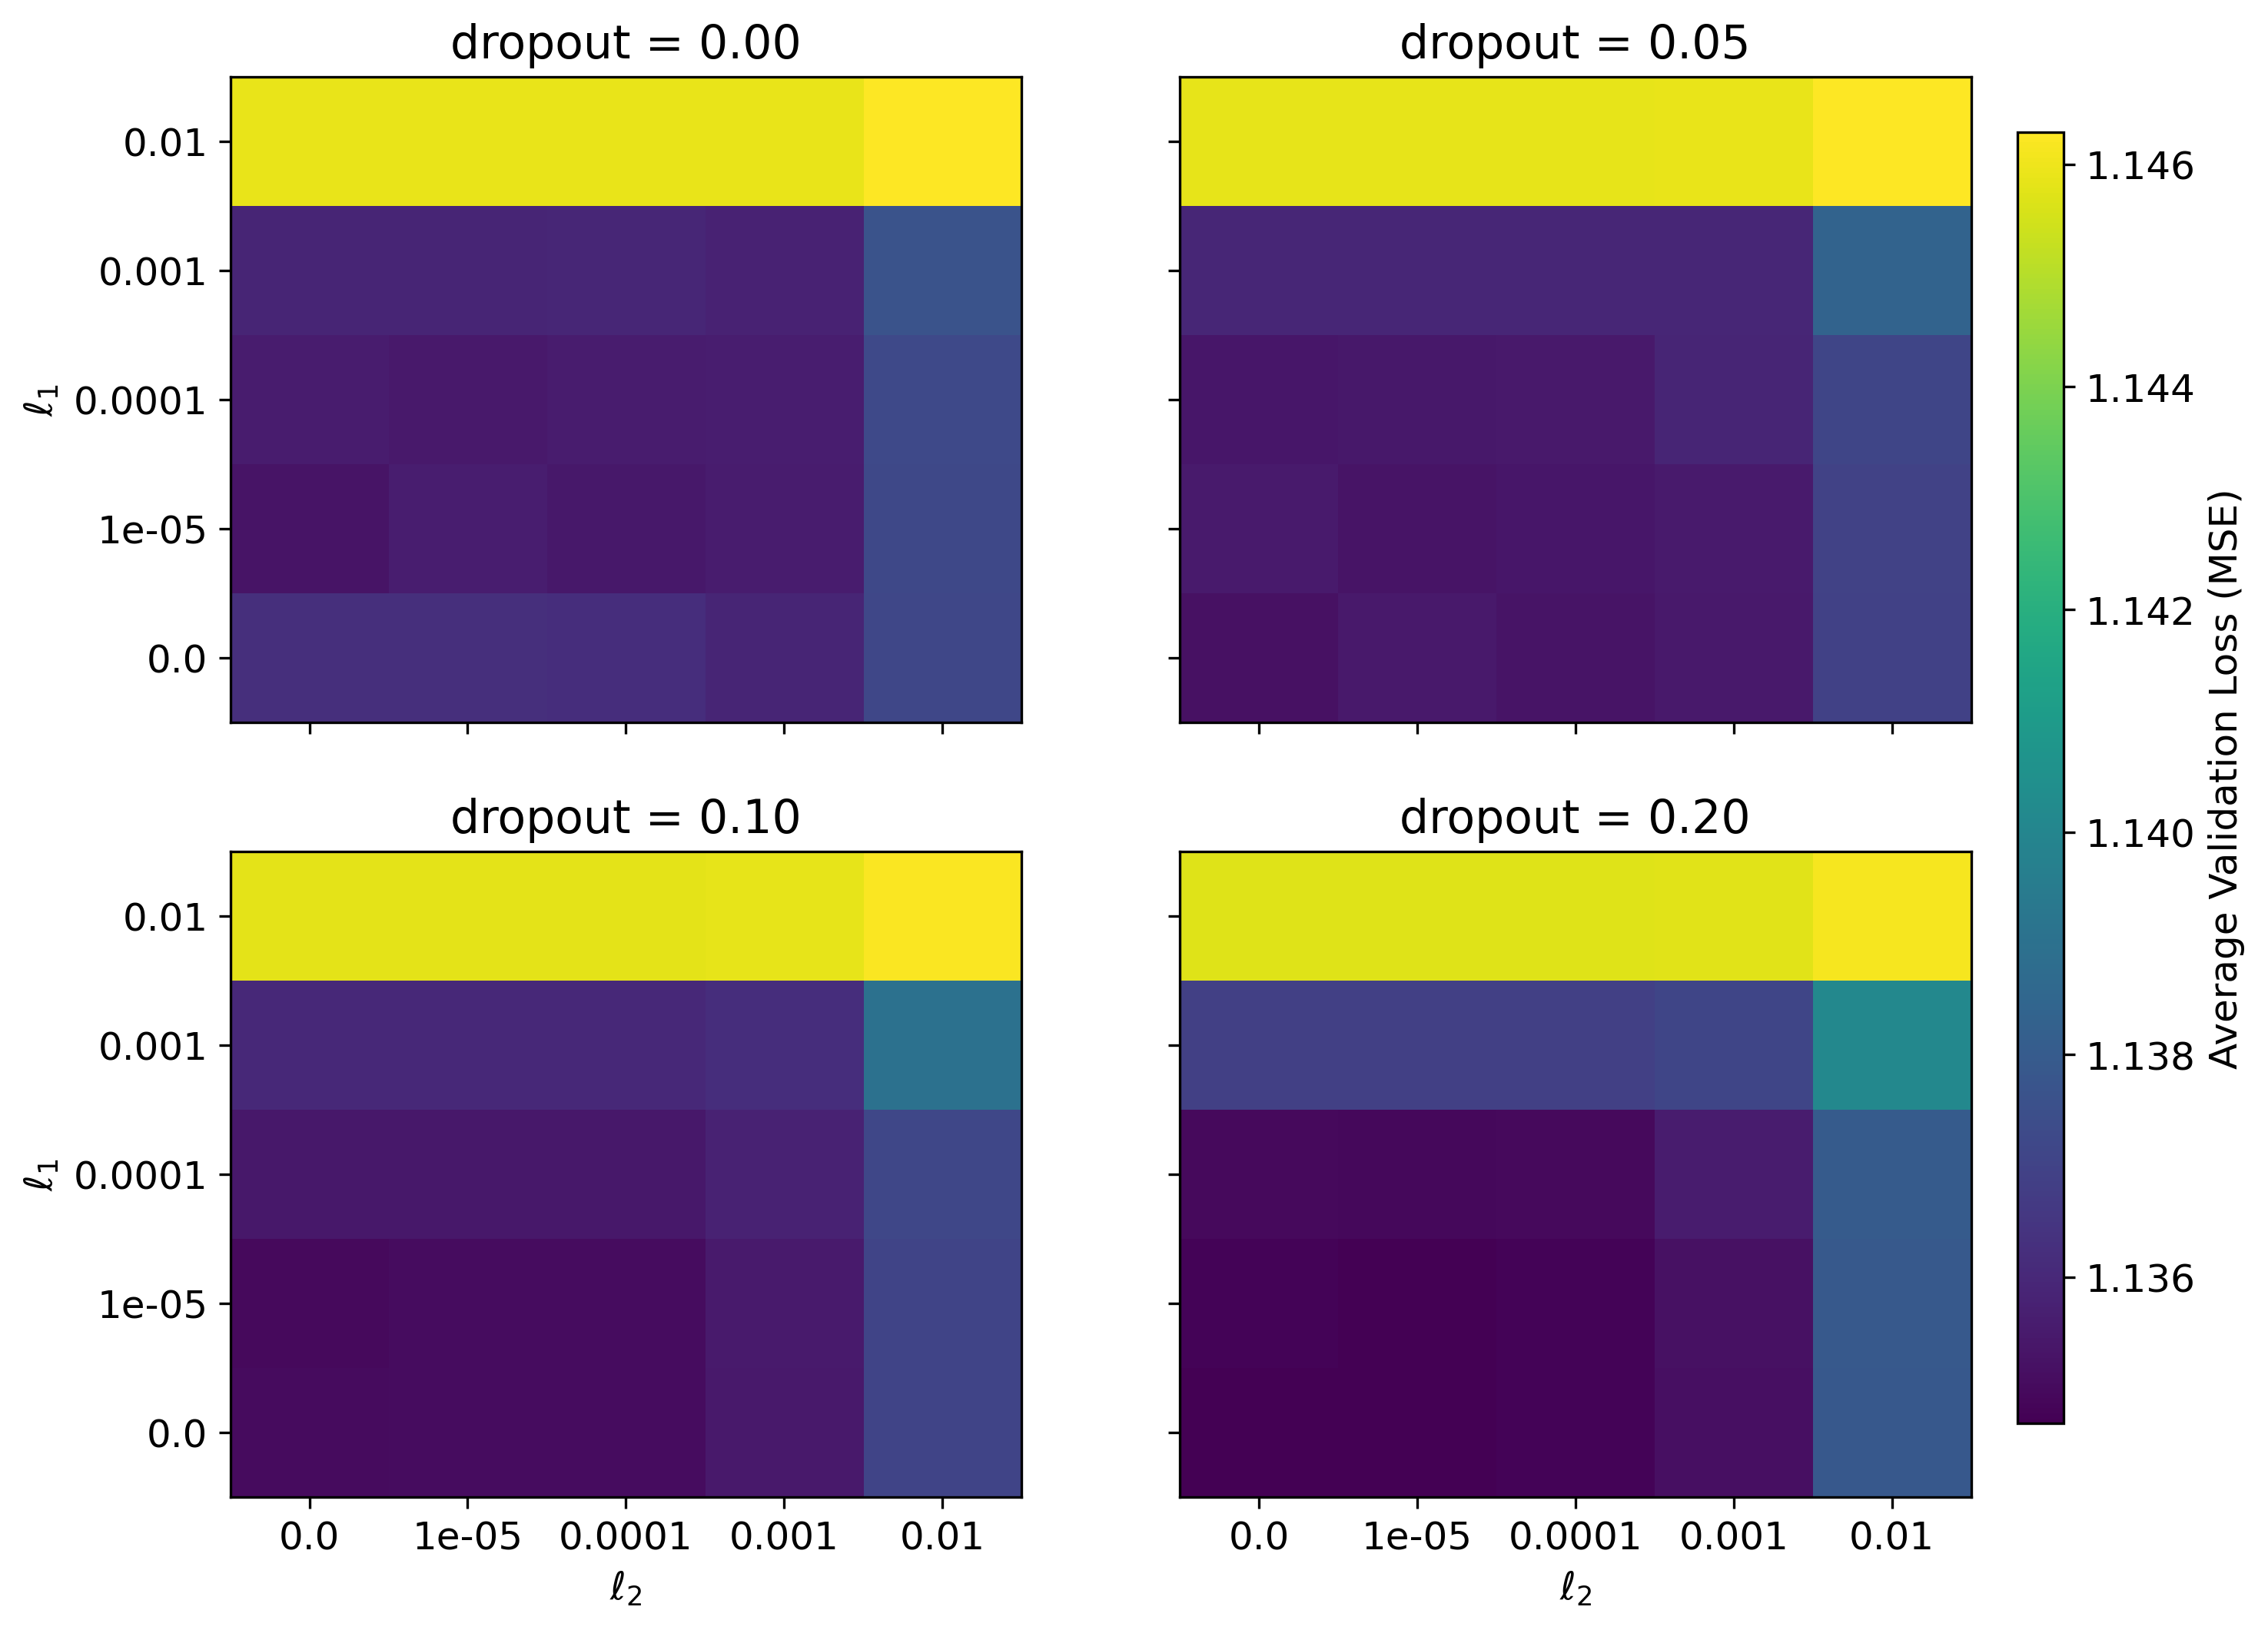 dropout = 0.00
dropout = 0.05
0.01
0.001
0.0001
1e-05
0.0
ℓ1
dropout = 0.10
dropout = 0.20
0.01
0.001
0.0001
1e-05
0.0
ℓ1
0.0 1e-05 0.0001 0.001 0.01
ℓ2
0.0 1e-05 0.0001 0.001 0.01
ℓ2
1.146
1.144
1.142
1.140
1.138
1.136
Average Validation Loss (MSE)